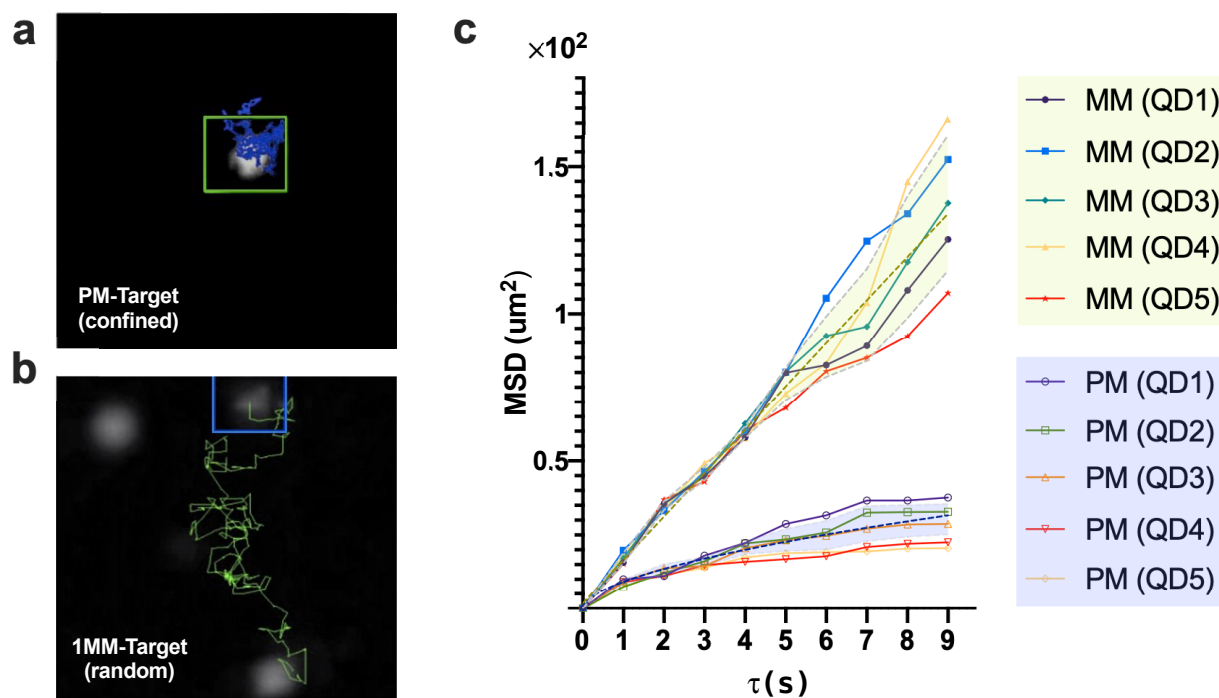 a
PM-Target
(confined)
b
1MM-Target
(random)
c
×10²
MSD (um²)
1.5
1
0.5
0 1 2 3 4 5 6 7 8 9
τ(s)
MM (QD1)
MM (QD2)
MM (QD3)
MM (QD4)
MM (QD5)
PM (QD1)
PM (QD2)
PM (QD3)
PM (QD4)
PM (QD5)